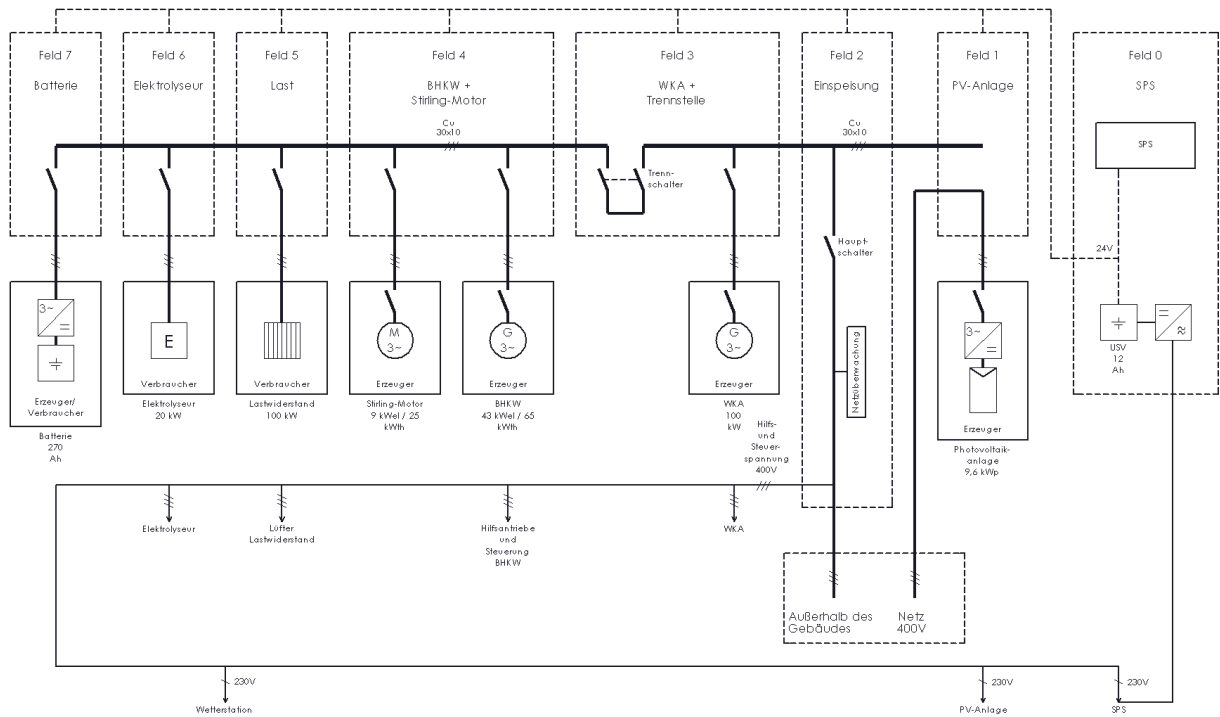 Feld 7
Batterie
Feld 6
Elektrolyseur
Feld 5
Last
Feld 4
BHKW +
Stirling-Motor
Feld 3
WKA +
Trennstelle
Feld 2
Einspeisung
Feld 1
PV-Anlage
Feld 0
SPS
Cu
30x10
Cu
30x10
SPS
Trenn-
schalter
Haupt-
schalter
24V
3~
=
E
M
3~
G
3~
G
3~
Netzüberwachung
3~
=
=
≈
USV
12
Ah
Erzeuger/
Verbraucher
Batterie
270
Ah
Verbraucher
Elektrolyseur
20 kW
Verbraucher
Lastwiderstand
100 kW
Erzeuger
Stirling-Motor
9 kWel / 25
kWth
Erzeuger
BHKW
43 kWel / 65
kWth
Erzeuger
WKA
100
kW
Hilfs-
und
Steuer-
spannung
400V
Erzeuger
Photovoltaik-
anlage
9,6 kWp
Elektrolyseur
Lüfter
Lastwiderstand
Hilfsantriebe
und
Steuerung
BHKW
WKA
Außerhalb des
Gebäudes
Netz
400V
230V
Wetterstation
230V
PV-Anlage
230V
SPS